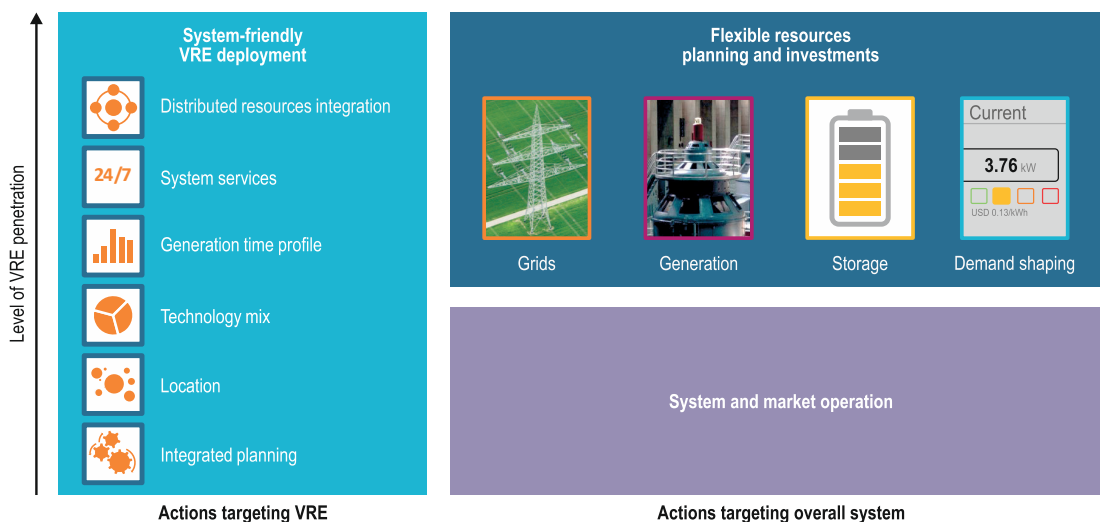 Level of VRE penetration
System-friendly
VRE deployment
Distributed resources integration
24/7
System services
Generation time profile
Technology mix
Location
Integrated planning
Actions targeting VRE
Flexible resources
planning and investments
Current
3.76 kW
USD 0.13/kWh
Grids
Generation
Storage
Demand shaping
System and market operation
Actions targeting overall system